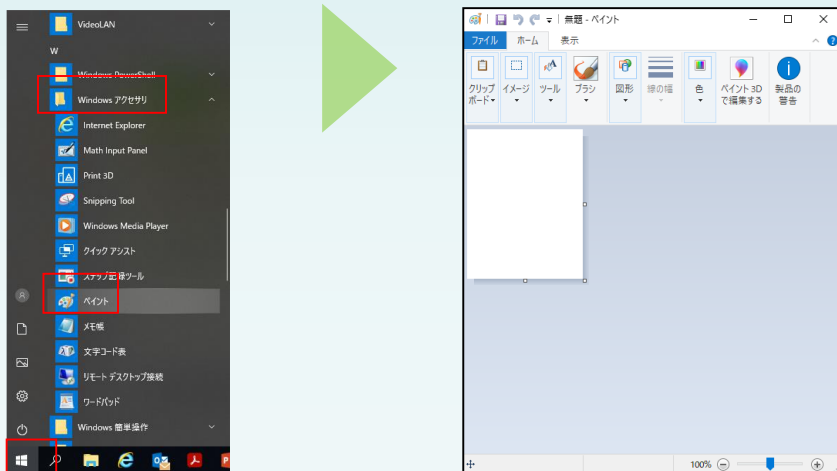 VideoLAN
W
Windows PowerShell
Windows アクセサリ
Internet Explorer
Math Input Panel
Print 3D
Snipping Tool
Windows Media Player
クイック アシスト
ステップ記録ツール
ペイント
メモ帳
文字コード表
リモート デスクトップ接続
ワードパッド
Windows 簡単操作
無題 - ペイント
ファイル ホーム 表示
クリップボード イメージ ツール ブラシ 図形 線の幅 色 ペイント 3D で編集する 製品の警告
100%